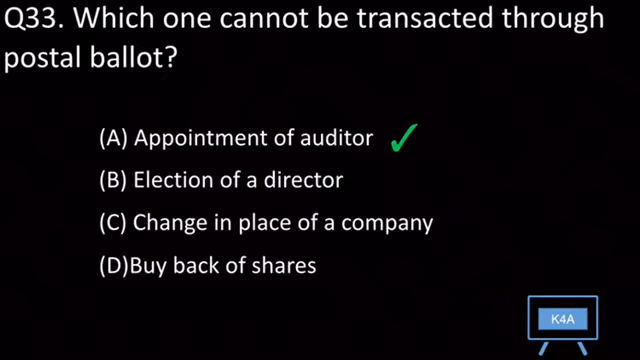 Q33. Which one cannot be transacted through
postal ballot?
(A) Appointment of auditor
(B) Election of a director
(C) Change in place of a company
(D)Buy back of shares
K4A